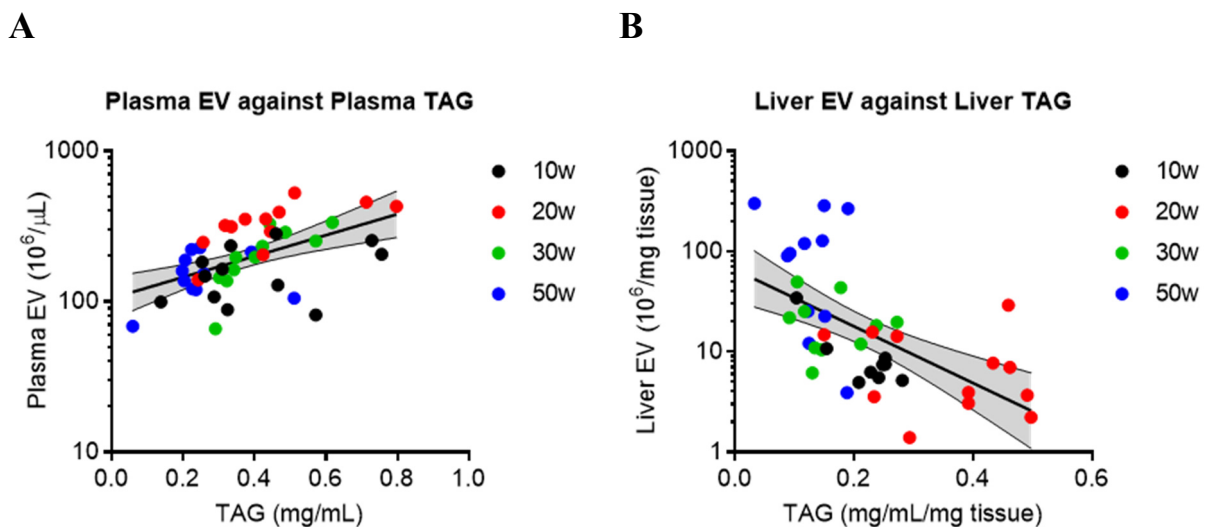 A
B
Plasma EV against Plasma TAG
Liver EV against Liver TAG
Plasma EV (10⁶/μL)
1000
100
10
0.0 0.2 0.4 0.6 0.8 1.0
TAG (mg/mL)
10w
20w
30w
50w
Liver EV (10⁶/mg tissue)
1000
100
10
1
0.0 0.2 0.4 0.6
TAG (mg/mL/mg tissue)
10w
20w
30w
50w